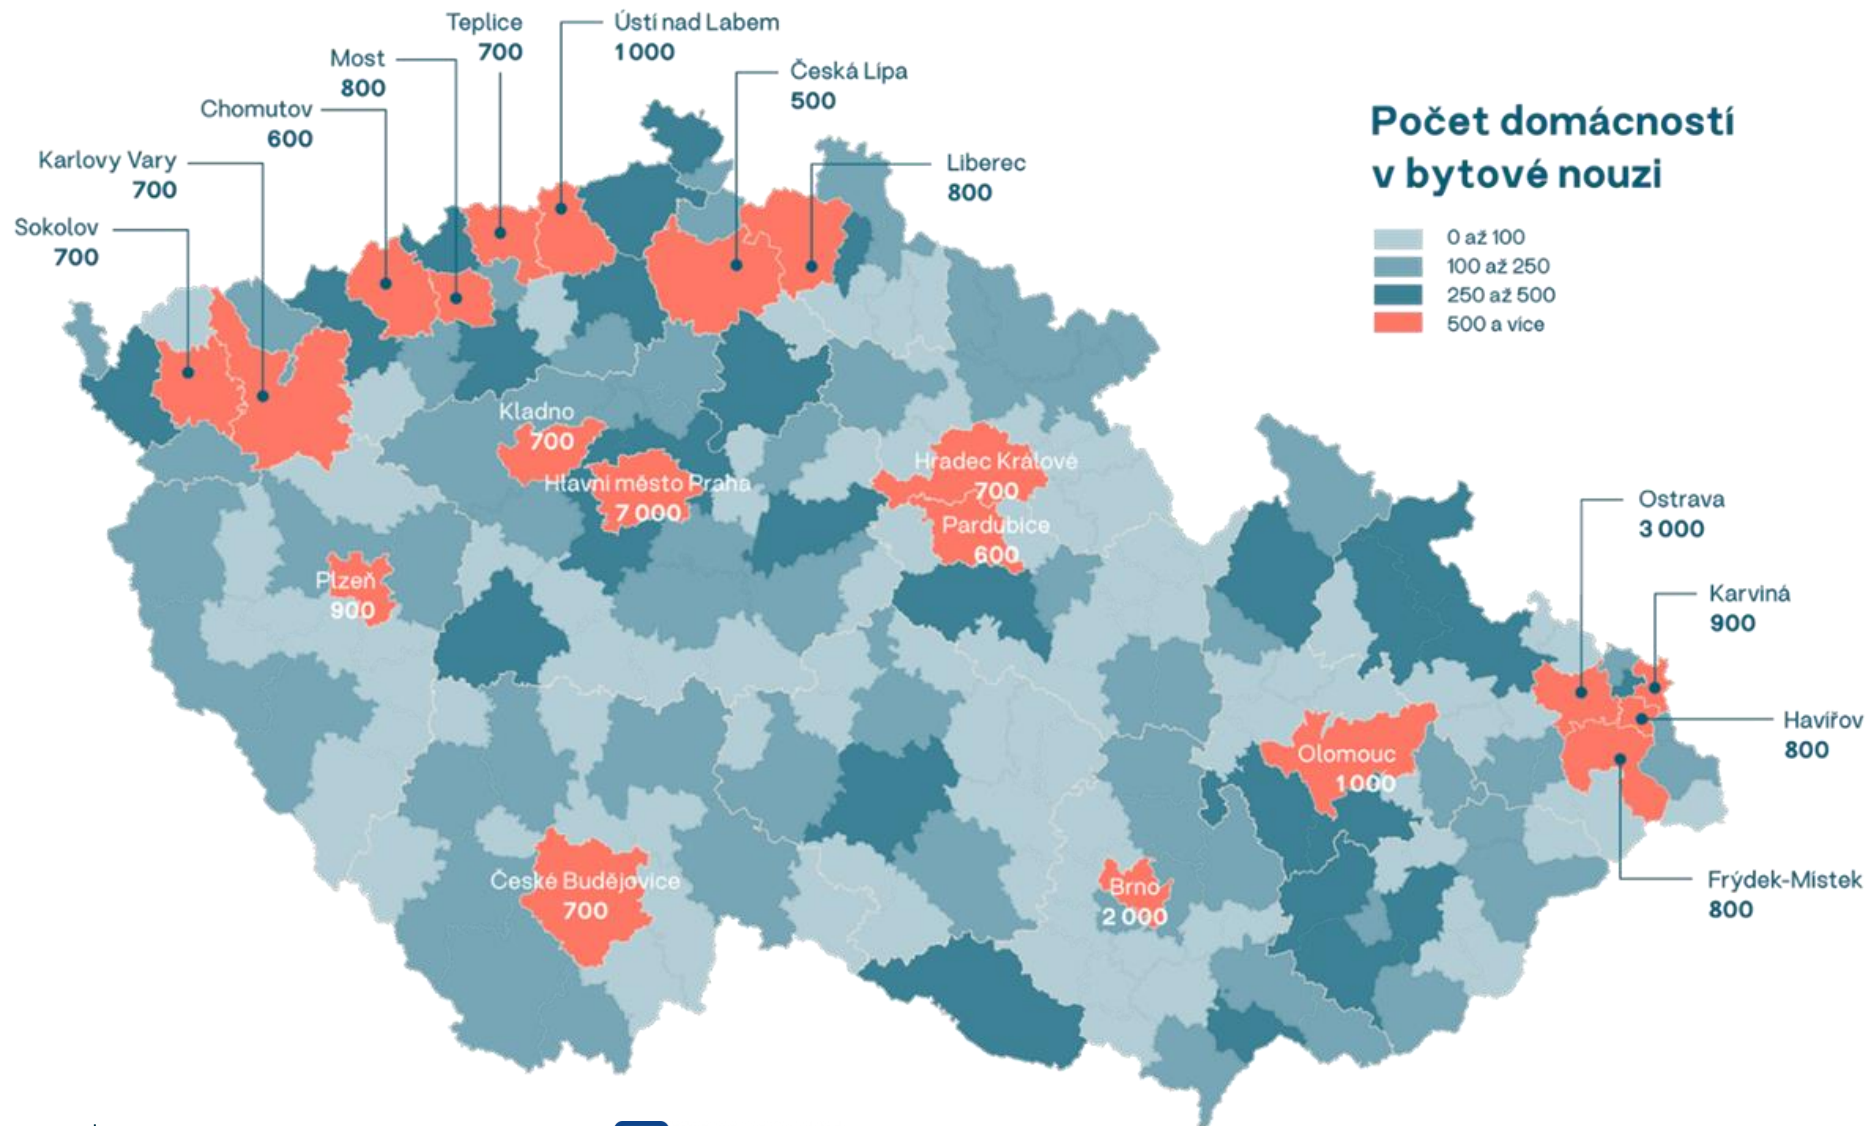 Počet domácností
v bytové nouzi
0 až 100
100 až 250
250 až 500
500 a více
Teplice
700
Ústí nad Labem
1 000
Most
800
Česká Lípa
500
Chomutov
600
Karlovy Vary
700
Liberec
800
Sokolov
700
Kladno
700
Hlavní město Praha
7 000
Hradec Králové
700
Pardubice
600
Plzeň
900
Ostrava
3 000
Karviná
900
Havířov
800
Olomouc
1 000
Frýdek-Místek
800
České Budějovice
700
Brno
2 000